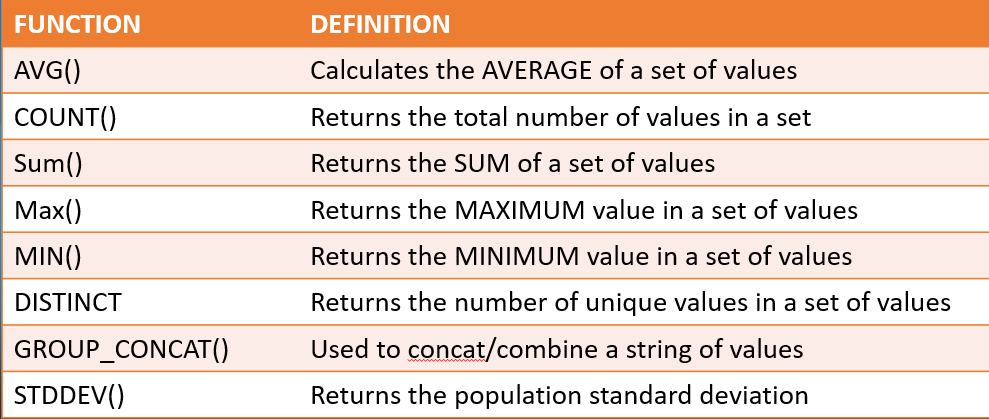 FUNCTION DEFINITION
AVG() Calculates the AVERAGE of a set of values
COUNT() Returns the total number of values in a set
Sum() Returns the SUM of a set of values
Max() Returns the MAXIMUM value in a set of values
MIN() Returns the MINIMUM value in a set of values
DISTINCT Returns the number of unique values in a set of values
GROUP_CONCAT() Used to concat/combine a string of values
STDDEV() Returns the population standard deviation